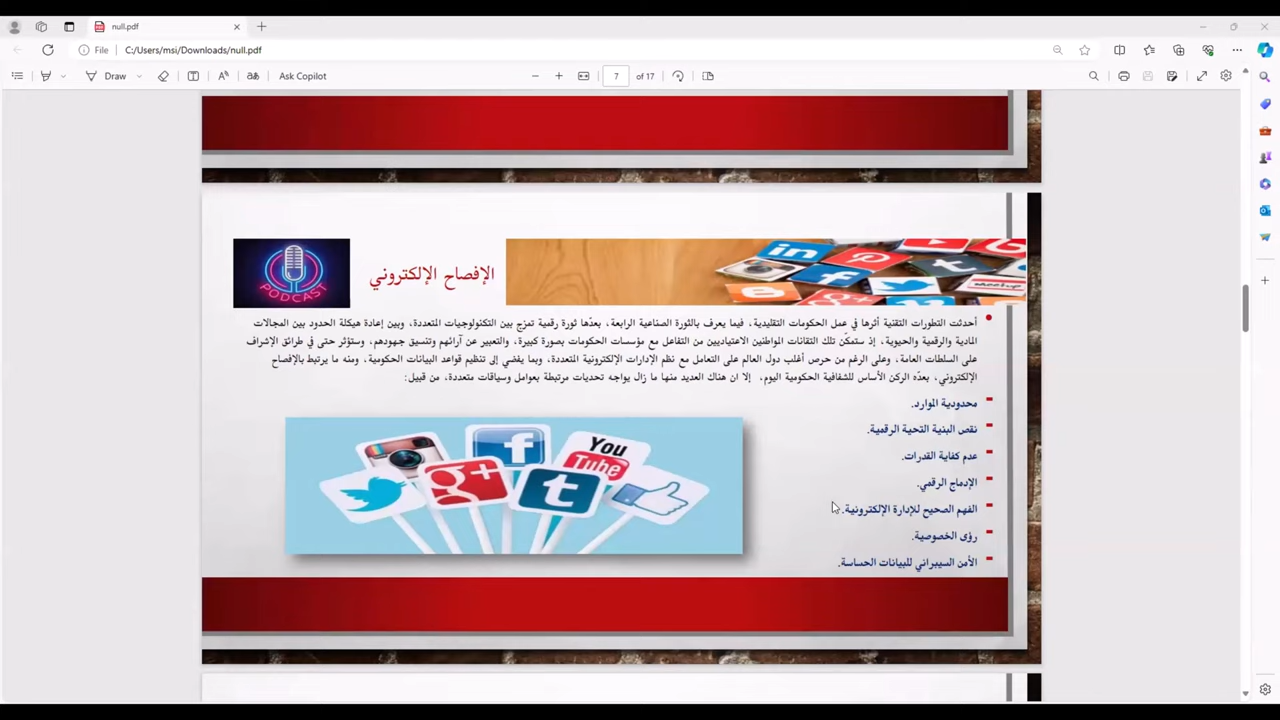 null.pdf
File
C:/Users/msi/Downloads/null.pdf
Draw
Ask Copilot
7 of 17
PODCAST
الإفصاح الإلكتروني
in
f
t
g+
meetup
أحدثت التطورات التقنية أثرها في عمل الحكومات التقليدية، فيما يعرف بالثورة الصناعية الرابعة، بعدّها ثورة رقمية تمزج بين التكنولوجيات المتعددة، وبين إعادة هيكلة الحدود بين المجالات
المادية والرقمية والحيوية، إذ ستمكّن تلك التقانات المواطنين الاعتياديين من التفاعل مع مؤسسات الحكومات بصورة كبيرة، والتعبير عن آرائهم وتنسيق جهودهم، وستؤثر حتى في طرائق الإشراف
على السلطات العامة، وعلى الرغم من حرص أغلب دول العالم على التعامل مع نظم الإدارات الإلكترونية المتعددة، وبما يفضي إلى تنظيم قواعد البيانات الحكومية، ومنه ما يرتبط بالإفصاح
الإلكتروني، بعدّه الركن الأساس للشفافية الحكومية اليوم، إلا ان هناك العديد منها ما زال يواجه تحديات مرتبطة بعوامل وسياقات متعددة، من قبيل:
محدودية الموارد.
نقص البنية التحية الرقمية.
عدم كفاية القدرات.
الإدماج الرقمي.
الفهم الصحيح للإدارة الإلكترونية.
رؤى الخصوصية.
الأمن السيبراني للبيانات الحساسة.
f
You
Tube
g+
t